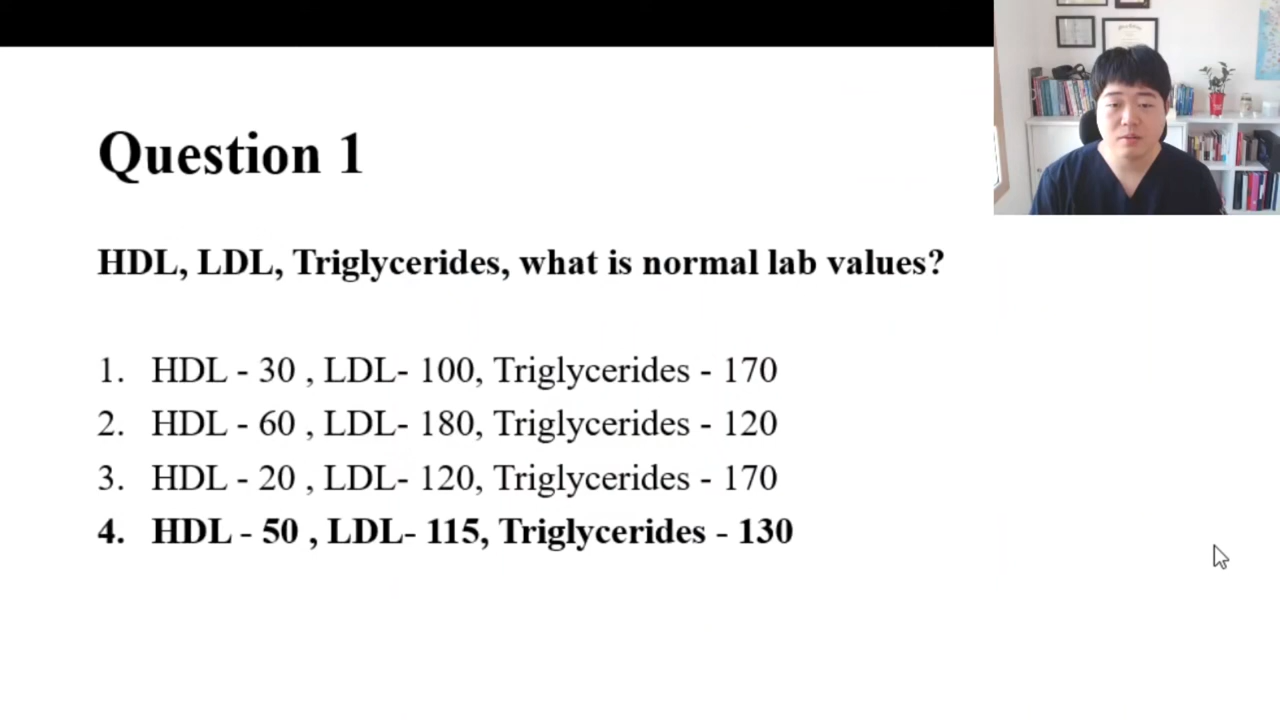 Question 1
HDL, LDL, Triglycerides, what is normal lab values?
1. HDL - 30 , LDL- 100, Triglycerides - 170
2. HDL - 60 , LDL- 180, Triglycerides - 120
3. HDL - 20 , LDL- 120, Triglycerides - 170
4. HDL - 50 , LDL- 115, Triglycerides - 130